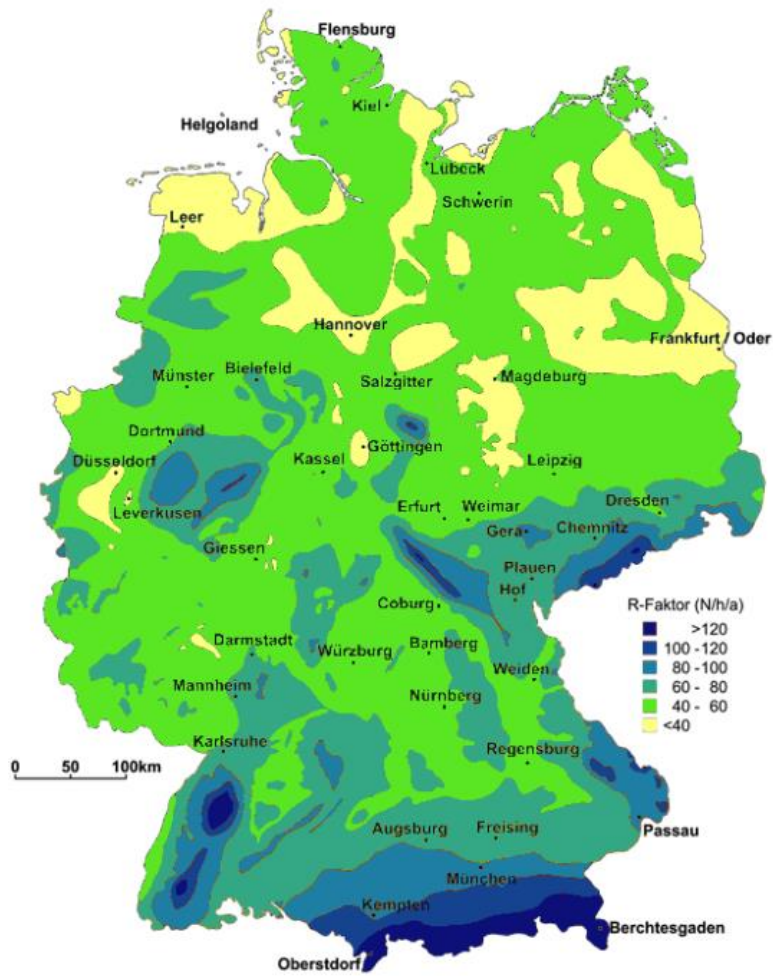 Flensburg
Kiel
Helgoland
Lübeck
Schwerin
Leer
Hannover
Frankfurt / Oder
Bielefeld
Münster
Salzgitter
Magdeburg
Dortmund
Göttingen
Düsseldorf
Kassel
Leipzig
Leverkusen
Erfurt
Weimar
Dresden
Gera
Chemnitz
Giessen
Plauen
Hof
Coburg
R-Faktor (N/h/a)
>120
100 - 120
80 - 100
60 - 80
40 - 60
<40
Darmstadt
Würzburg
Bamberg
Weiden
Mannheim
Nürnberg
Karlsruhe
Regensburg
0 50 100km
Augsburg
Freising
Passau
München
Kempten
Berchtesgaden
Oberstdorf